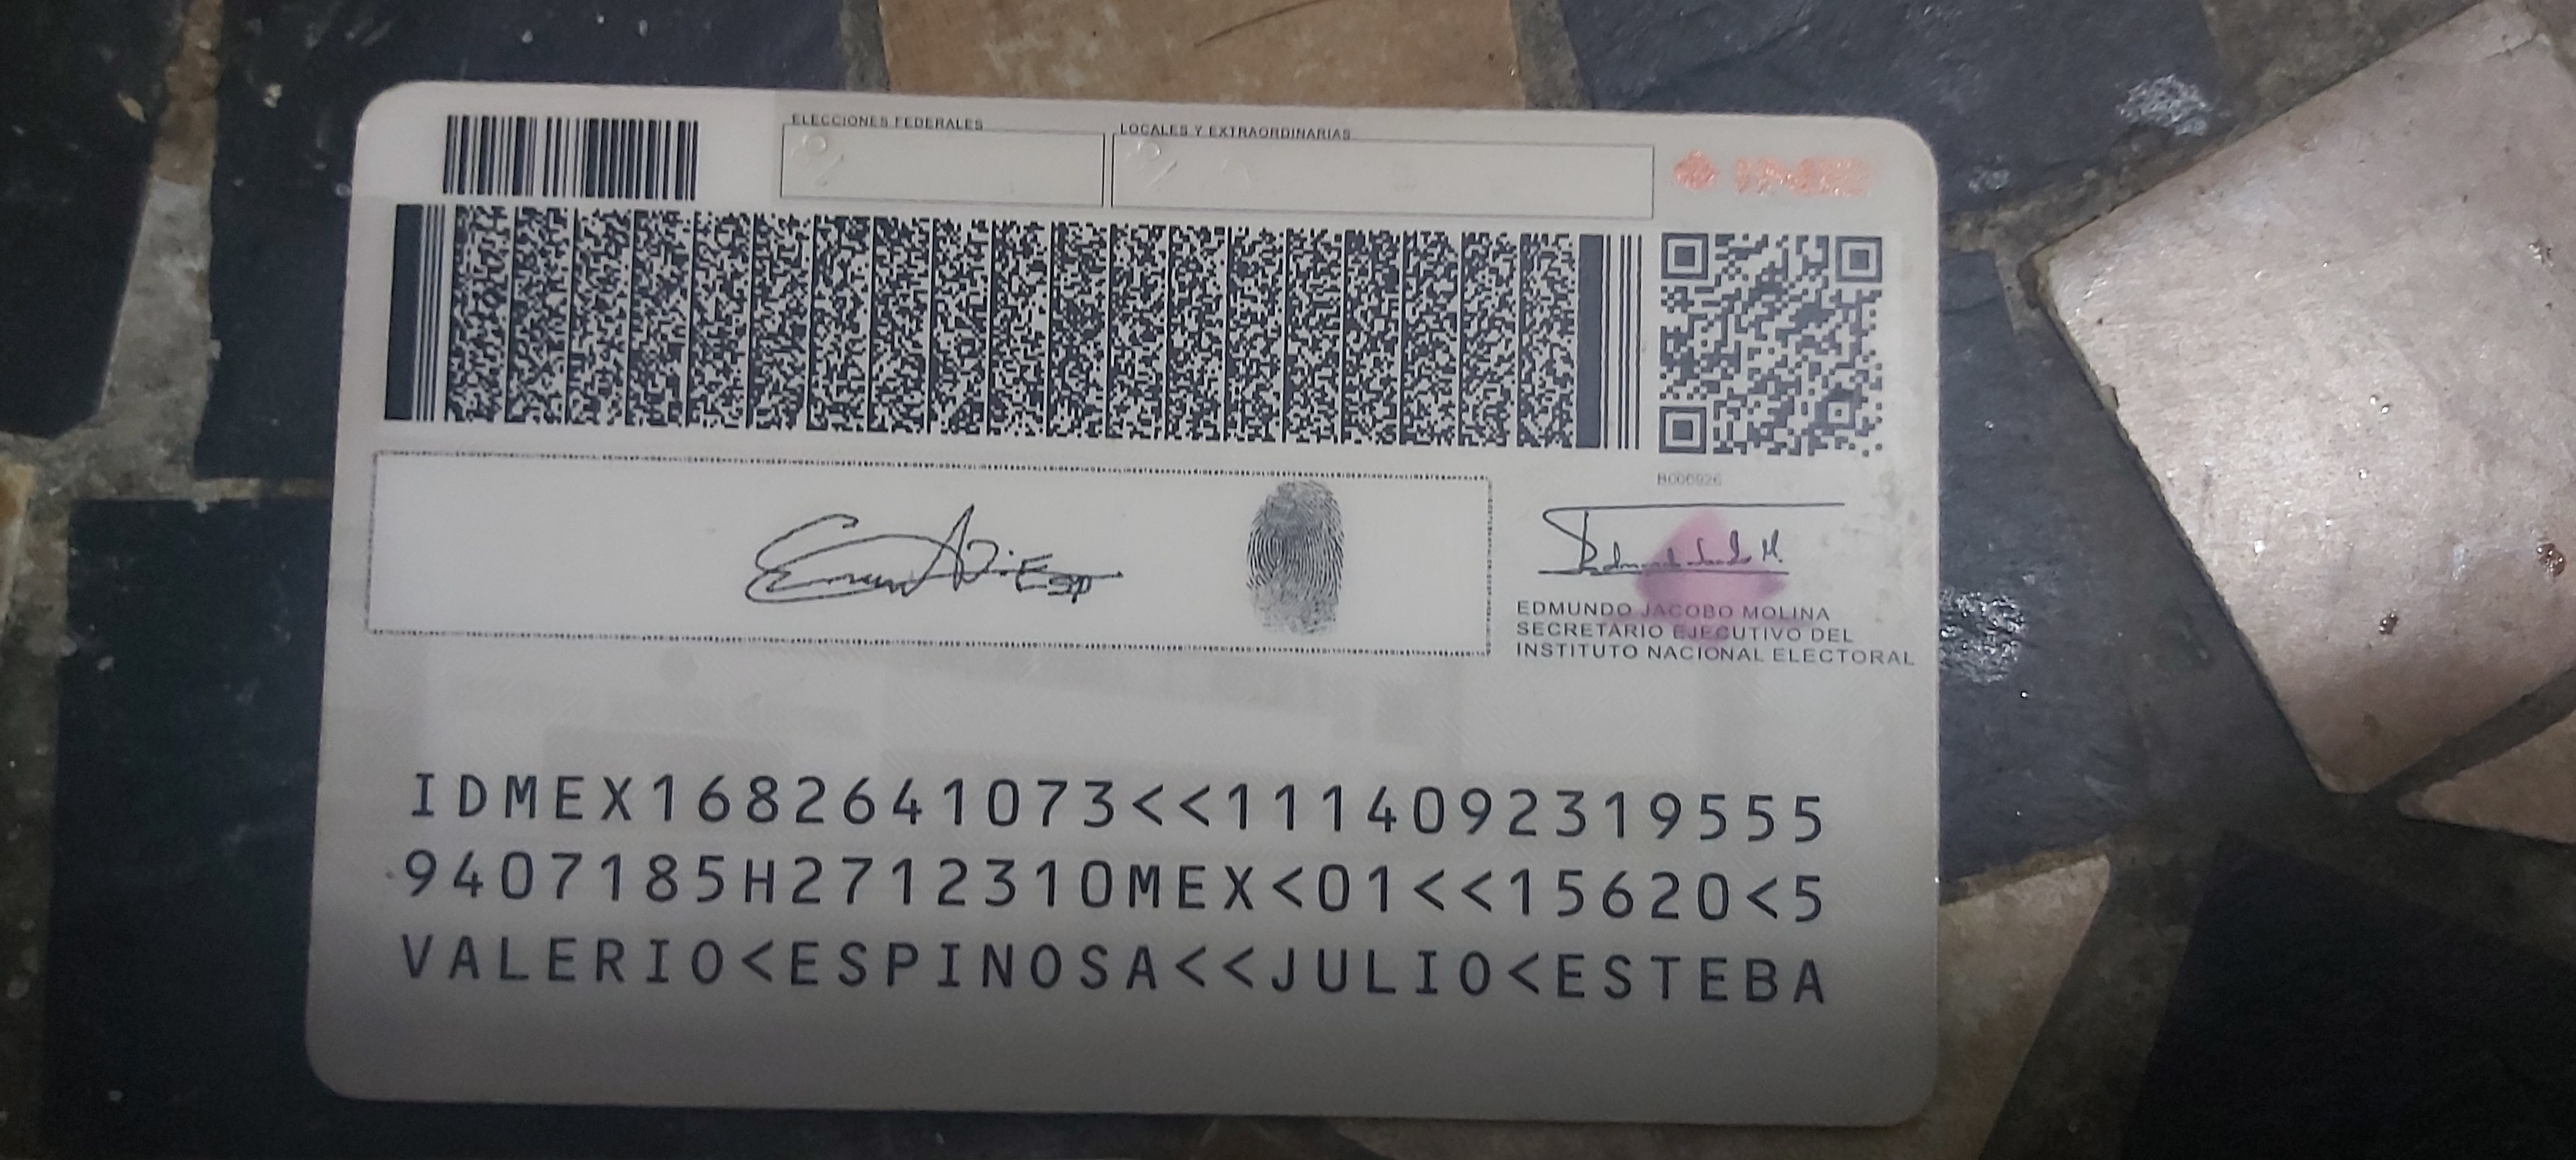 ELECCIONES FEDERALES
LOCALES Y EXTRAORDINARIAS
INE
EDMUNDO JACOBO MOLINA
SECRETARIO EJECUTIVO DEL
INSTITUTO NACIONAL ELECTORAL
IDMEX1682641073<<1114092319555
9407185H2712310MEX<01<<15620<5
VALERIO<ESPINOSA<<JULIO<ESTEBA